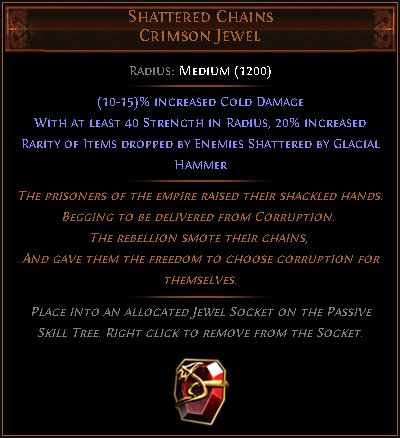 Shattered Chains
Crimson Jewel
Radius: Medium (1200)
(10-15)% increased Cold Damage
With at least 40 Strength in Radius, 20% increased
Rarity of Items dropped by Enemies Shattered by Glacial
Hammer
The prisoners of the empire raised their shackled hands.
Begging to be delivered from Corruption.
The rebellion smote their chains,
And gave them the freedom to choose corruption for
themselves.
Place into an allocated Jewel Socket on the Passive
Skill Tree. Right click to remove from the Socket.